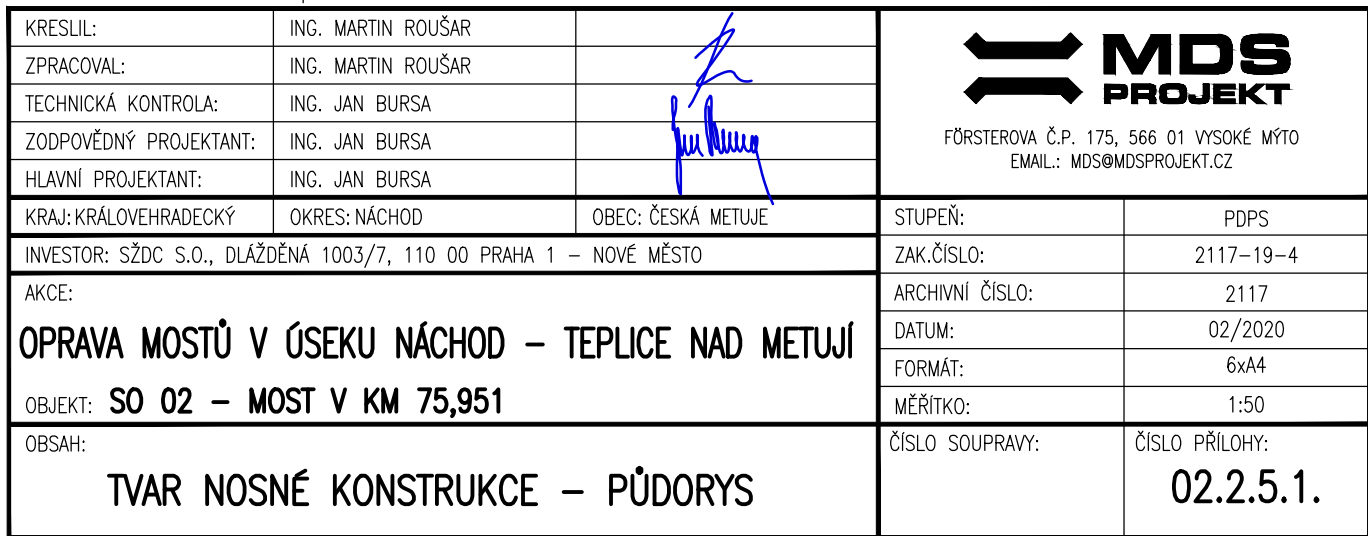 KRESLIL: ING. MARTIN ROUŠAR
ZPRACOVAL: ING. MARTIN ROUŠAR
TECHNICKÁ KONTROLA: ING. JAN BURSA
ZODPOVĚDNÝ PROJEKTANT: ING. JAN BURSA
HLAVNÍ PROJEKTANT: ING. JAN BURSA
MDS
PROJEKT
FÖRSTEROVA Č.P. 175, 566 01 VYSOKÉ MÝTO
EMAIL.: MDS@MDSPROJEKT.CZ
KRAJ: KRÁLOVEHRADECKÝ OKRES: NÁCHOD OBEC: ČESKÁ METUJE
INVESTOR: SŽDC S.O., DLÁŽDĚNÁ 1003/7, 110 00 PRAHA 1 – NOVÉ MĚSTO
AKCE:
OPRAVA MOSTŮ V ÚSEKU NÁCHOD – TEPLICE NAD METUJÍ
OBJEKT: SO 02 – MOST V KM 75,951
STUPEŇ: PDPS
ZAK.ČÍSLO: 2117-19-4
ARCHIVNÍ ČÍSLO: 2117
DATUM: 02/2020
FORMÁT: 6xA4
MĚŘÍTKO: 1:50
OBSAH:
TVAR NOSNÉ KONSTRUKCE – PŮDORYS
ČÍSLO SOUPRAVY:
ČÍSLO PŘÍLOHY:
02.2.5.1.